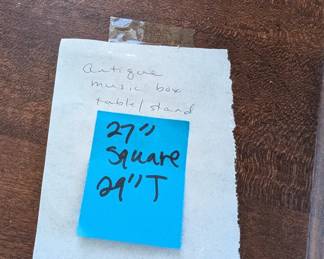 antique
music box
table/stand
27"
square
29"T